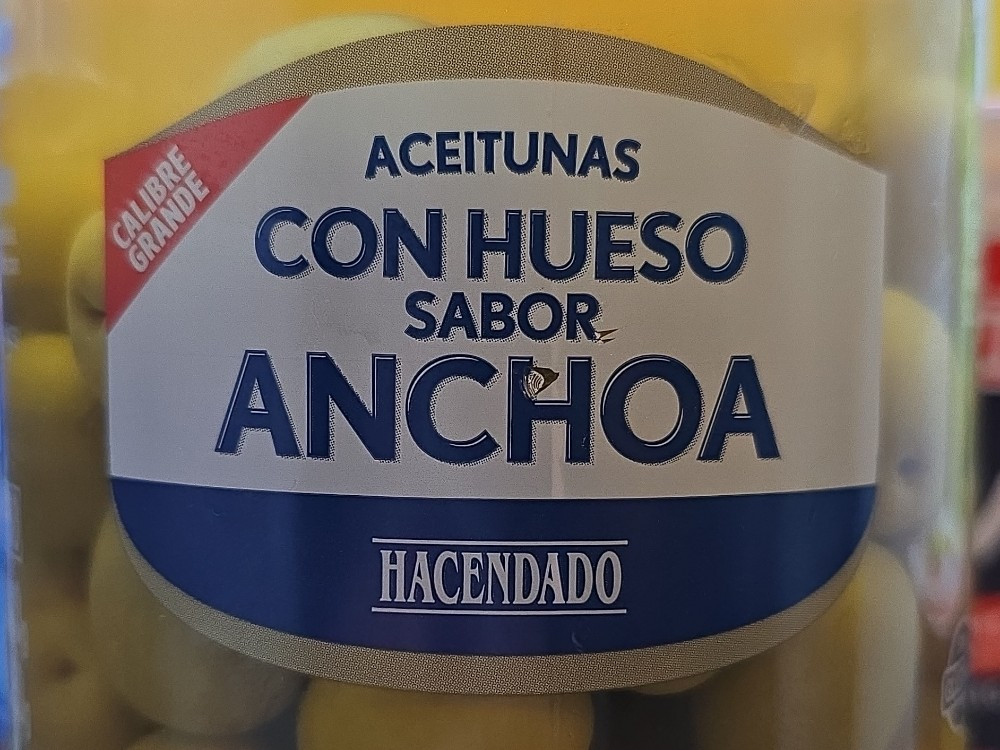 CALIBRE
GRANDE
ACEITUNAS
CON HUESO
SABOR
ANCHOA
HACENDADO